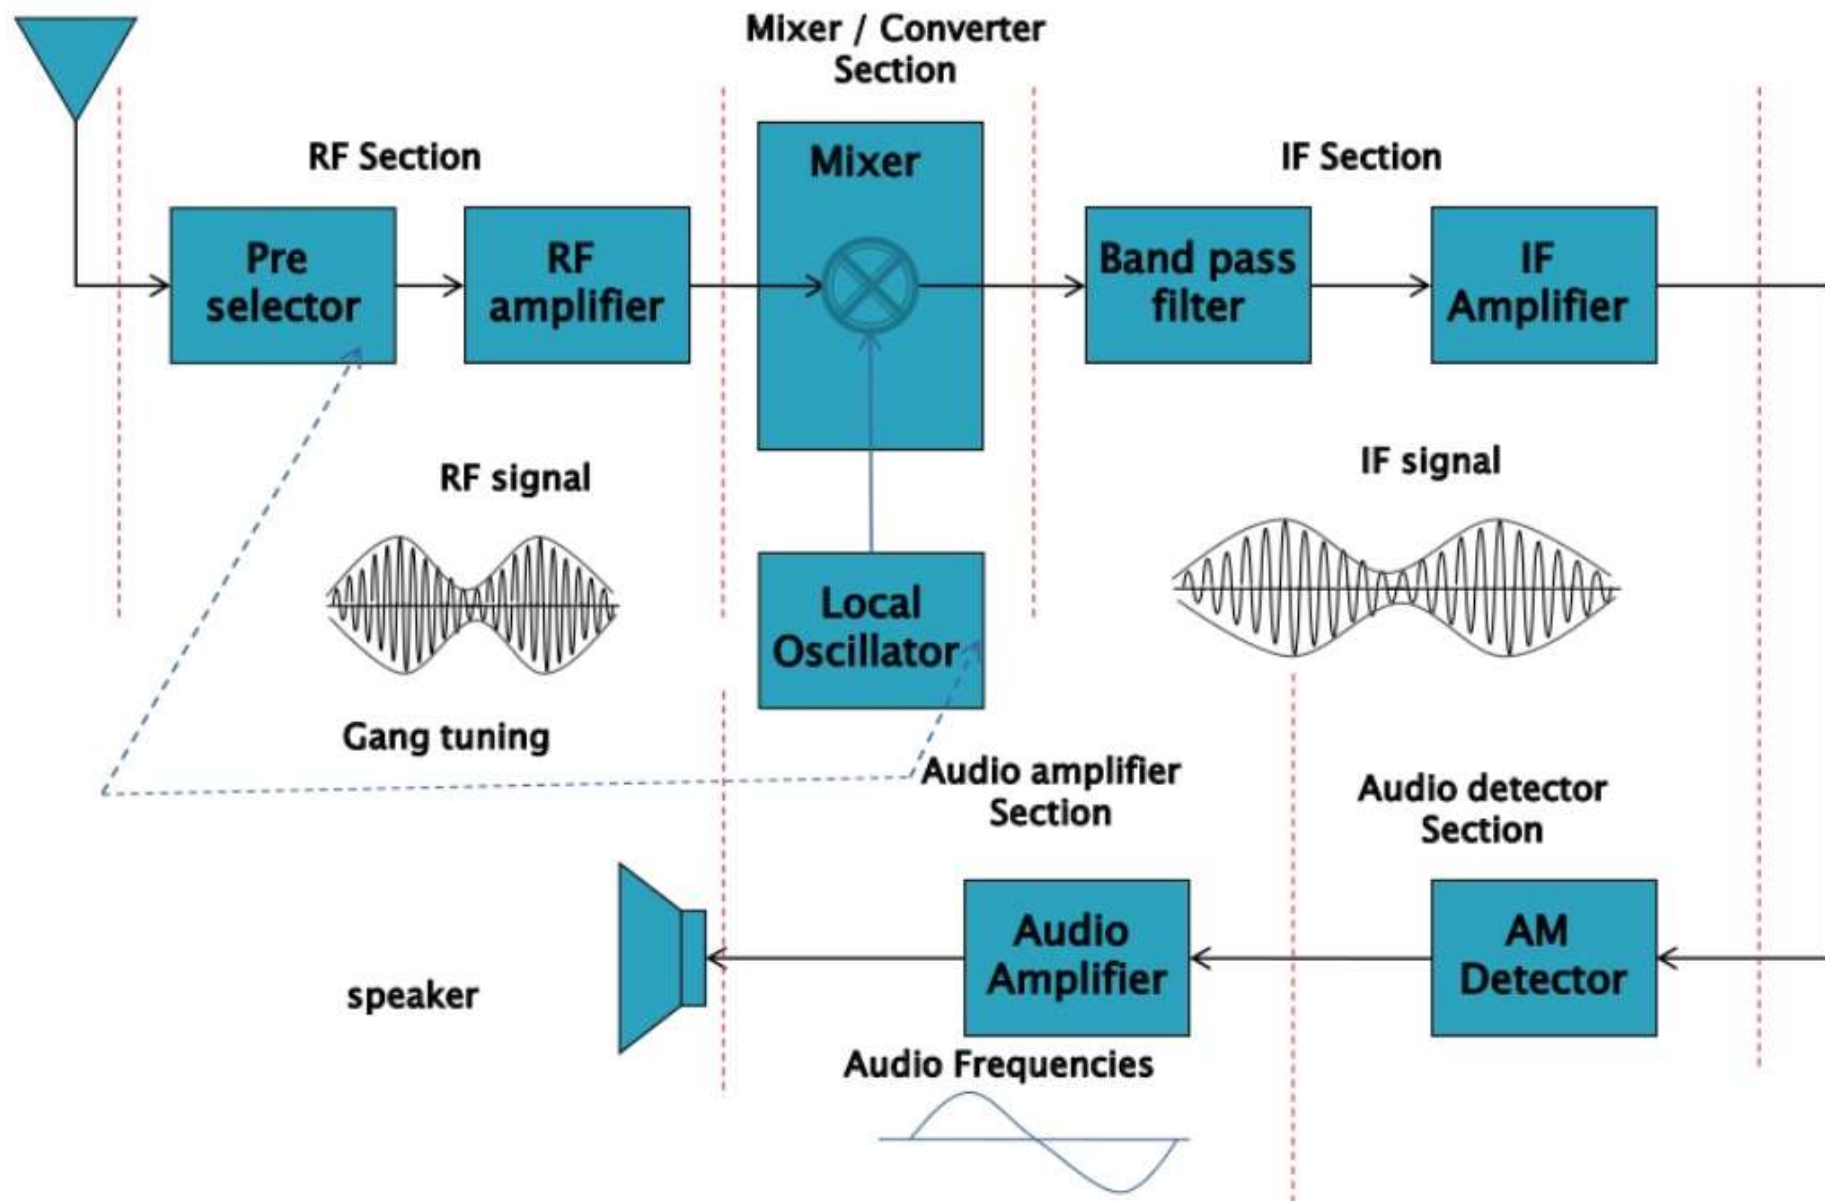 Mixer / Converter
Section
RF Section
Mixer
IF Section
Pre
selector
RF
amplifier
Band pass
filter
IF
Amplifier
RF signal
IF signal
Local
Oscillator
Gang tuning
Audio amplifier
Section
Audio detector
Section
speaker
Audio
Amplifier
AM
Detector
Audio Frequencies